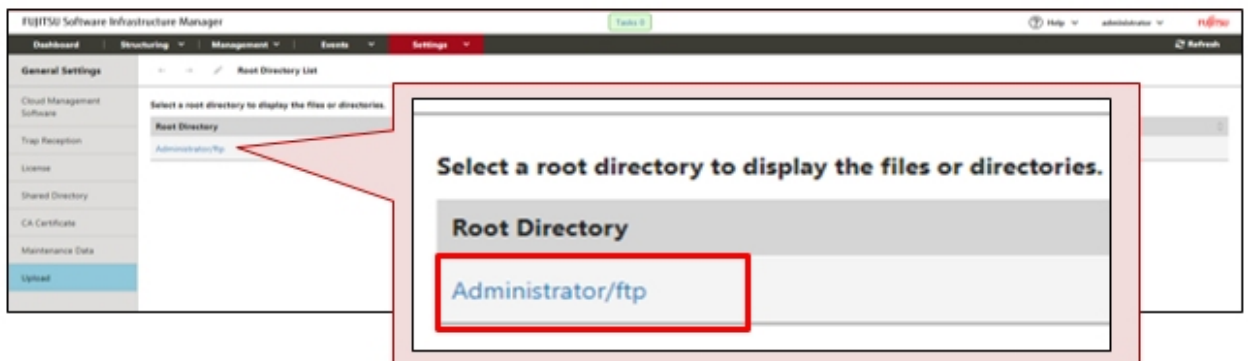 FUJITSU Software Infrastructure Manager
Tasks 0
Help administrator FUJITSU
Dashboard Structuring Management Events Settings Refresh
General Settings
Root Directory List
Cloud Management
Software
Select a root directory to display the files or directories.
Root Directory
Administrator/ftp
Trap Reception
License
Shared Directory
CA Certificate
Maintenance Data
Upload
Select a root directory to display the files or directories.
Root Directory
Administrator/ftp